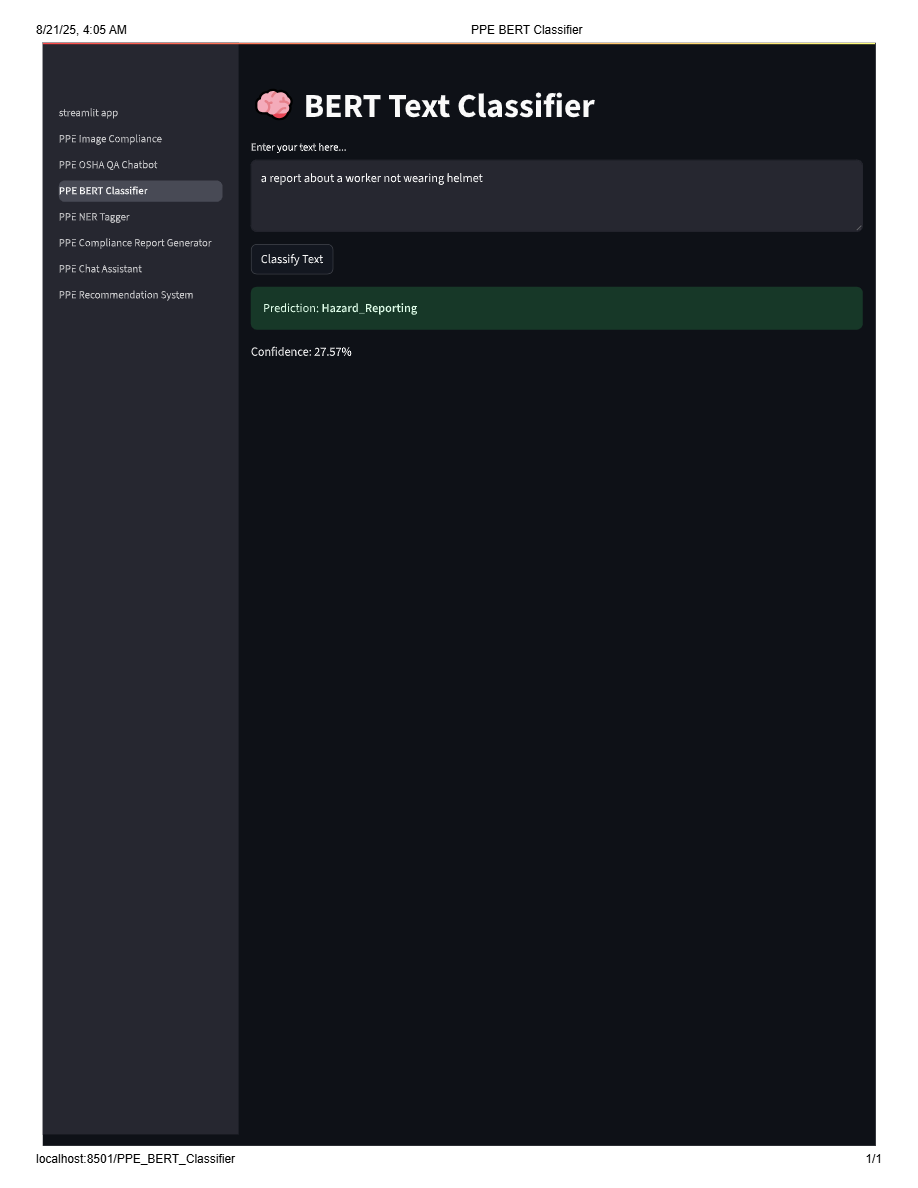 8/21/25, 4:05 AM PPE BERT Classifier
streamlit app
PPE Image Compliance
PPE OSHA QA Chatbot
PPE BERT Classifier
PPE NER Tagger
PPE Compliance Report Generator
PPE Chat Assistant
PPE Recommendation System
BERT Text Classifier
Enter your text here...
a report about a worker not wearing helmet
Classify Text
Prediction: Hazard_Reporting
Confidence: 27.57%
localhost:8501/PPE_BERT_Classifier 1/1